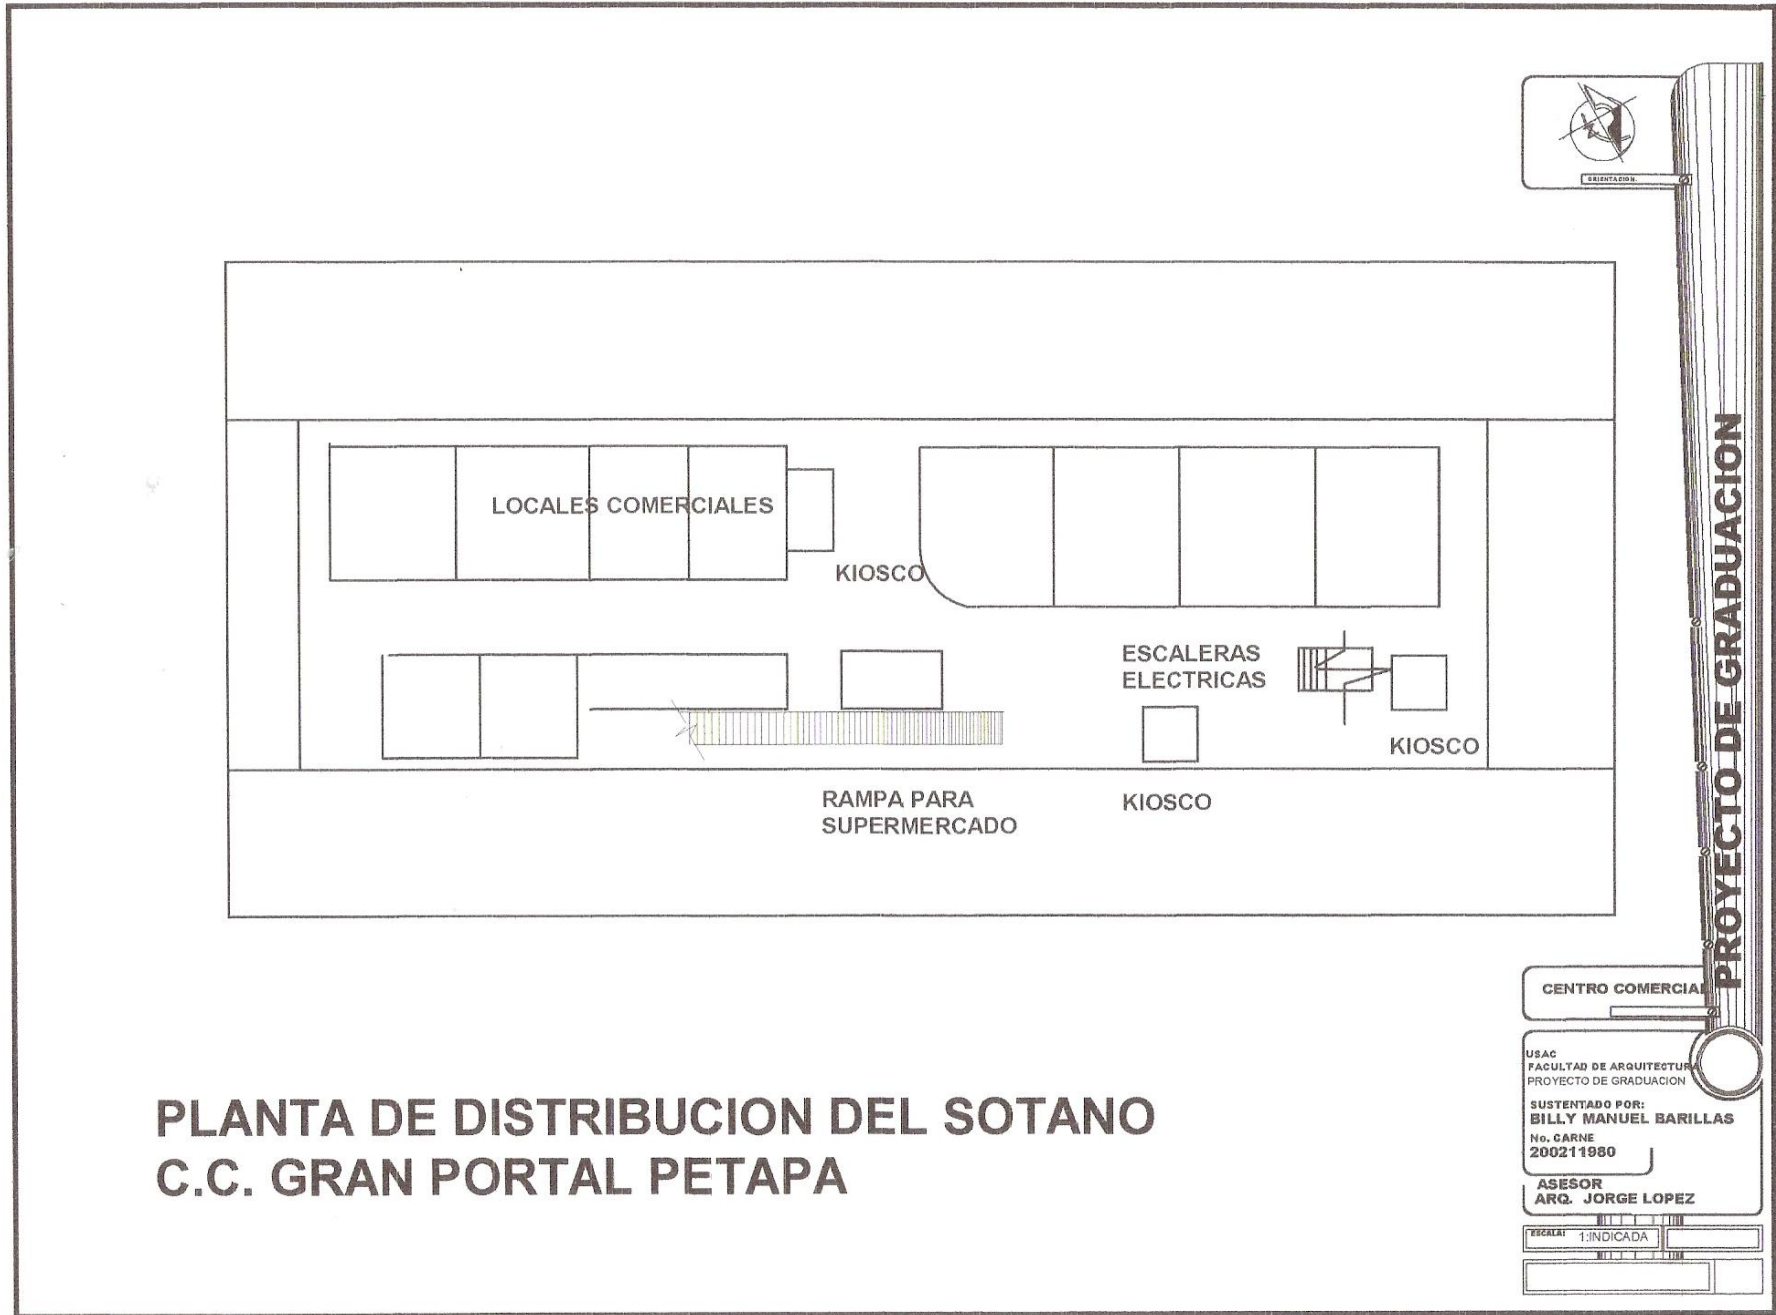 ORIENTACION.
LOCALES COMERCIALES
KIOSCO
ESCALERAS
ELECTRICAS
KIOSCO
RAMPA PARA
SUPERMERCADO
KIOSCO
PROYECTO DE GRADUACION
CENTRO COMERCIAL
USAC
FACULTAD DE ARQUITECTURA
PROYECTO DE GRADUACION
SUSTENTADO POR:
BILLY MANUEL BARILLAS
No. CARNE
200211980
ASESOR
ARQ. JORGE LOPEZ
ESCALA: 1:INDICADA
PLANTA DE DISTRIBUCION DEL SOTANO
C.C. GRAN PORTAL PETAPA